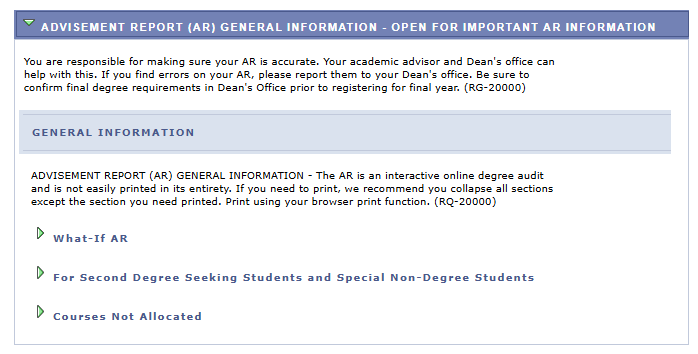 ADVISEMENT REPORT (AR) GENERAL INFORMATION - OPEN FOR IMPORTANT AR INFORMATION
You are responsible for making sure your AR is accurate. Your academic advisor and Dean's office can
help with this. If you find errors on your AR, please report them to your Dean's office. Be sure to
confirm final degree requirements in Dean's Office prior to registering for final year. (RG-20000)
GENERAL INFORMATION
ADVISEMENT REPORT (AR) GENERAL INFORMATION - The AR is an interactive online degree audit
and is not easily printed in its entirety. If you need to print, we recommend you collapse all sections
except the section you need printed. Print using your browser print function. (RQ-20000)
What-If AR
For Second Degree Seeking Students and Special Non-Degree Students
Courses Not Allocated